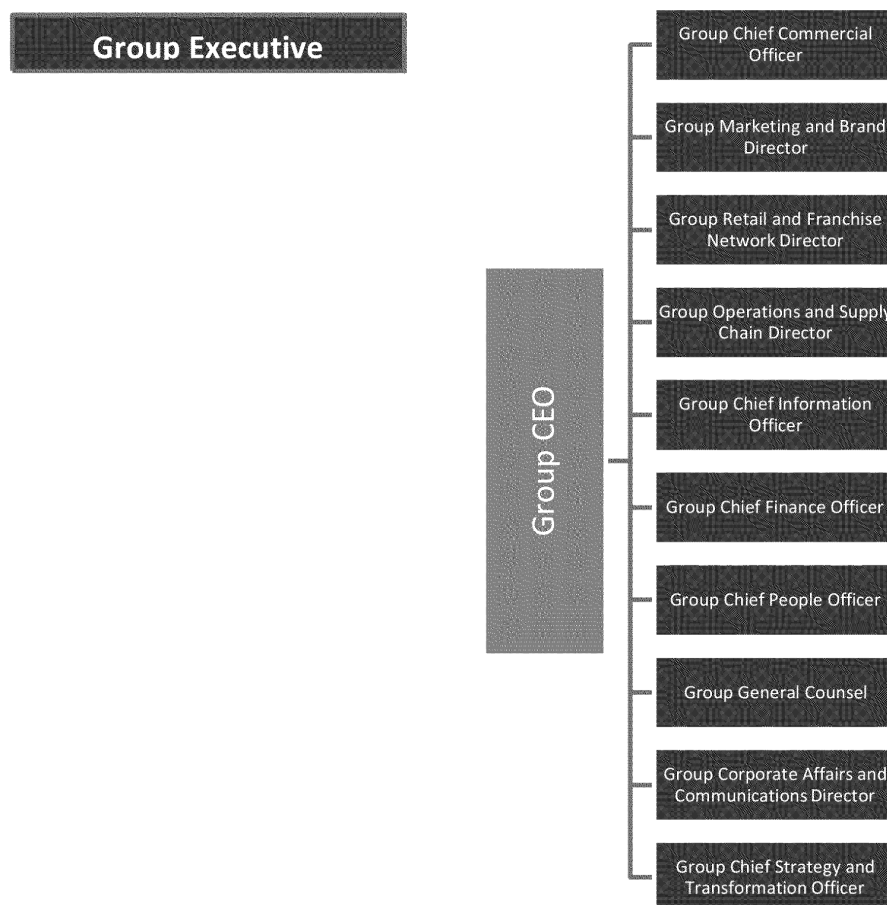 Group Executive
Group CEO
Group Chief Commercial
Officer
Group Marketing and Brand
Director
Group Retail and Franchise
Network Director
Group Operations and Supply
Chain Director
Group Chief Information
Officer
Group Chief Finance Officer
Group Chief People Officer
Group General Counsel
Group Corporate Affairs and
Communications Director
Group Chief Strategy and
Transformation Officer